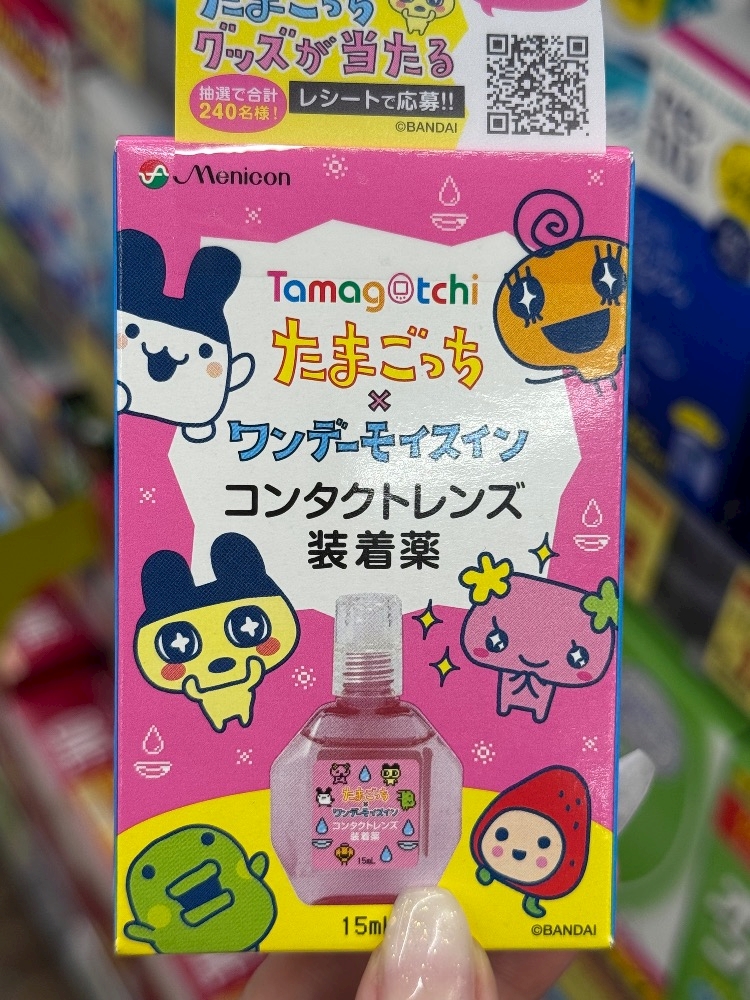 たまごっち
グッズが当たる
抽選で合計
240名様!
レシートで応募!!
©BANDAI
Menicon
Tamagotchi
たまごっち
×
ワンデーモイスイン
コンタクトレンズ
装着薬
たまごっち
×
ワンデーモイスイン
コンタクトレンズ
装着薬
15mL
15ml
©BANDAI